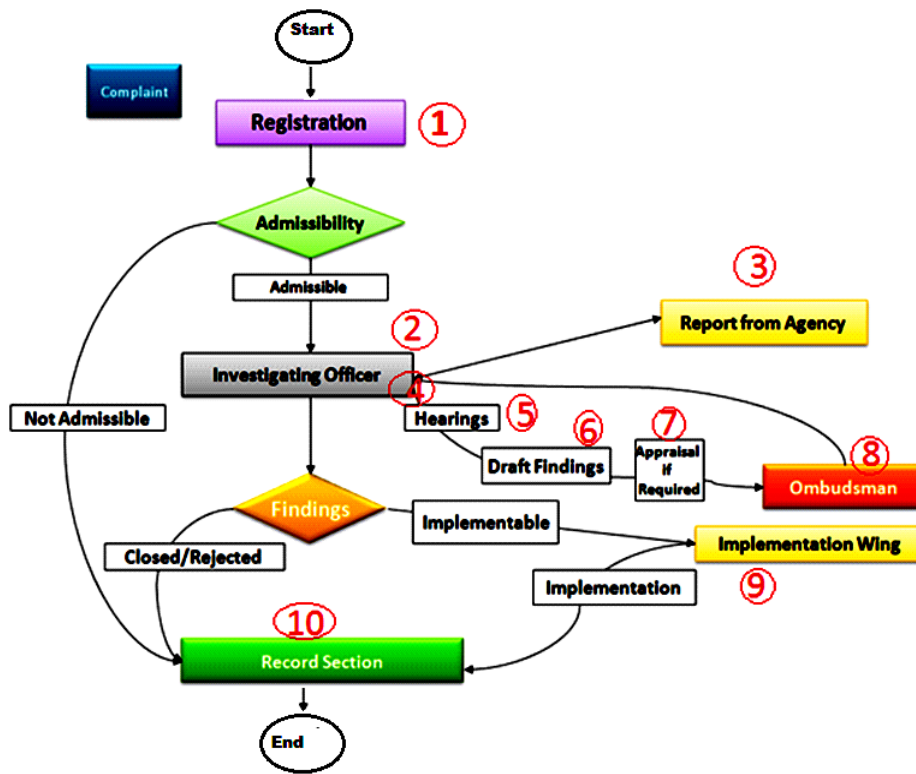 Start
Complaint
Registration
1
Admissibility
Admissible
3
Report from Agency
2
Investigating Officer
4
Not Admissible
Hearings
5
6
Draft Findings
7
Appraisal
if
Required
8
Ombudsman
Findings
Implementable
Closed/Rejected
Implementation Wing
Implementation
9
10
Record Section
End